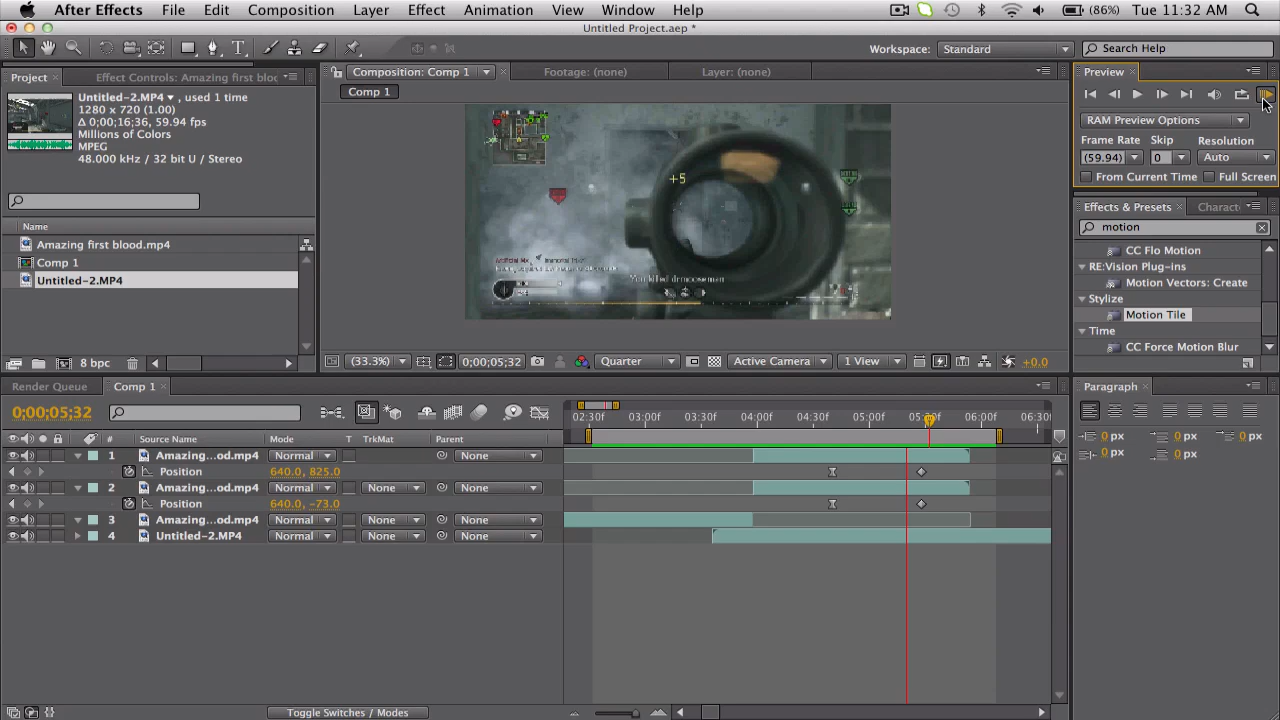 After Effects File Edit Composition Layer Effect Animation View Window Help (86%) Tue 11:32 AM
Untitled Project.aep *
Workspace: Standard Search Help
Project Effect Controls: Amazing first bloo
Composition: Comp 1 Footage: (none) Layer: (none)
Preview
Comp 1
Untitled-2.MP4 , used 1 time
1280 x 720 (1.00)
Δ 0;00;16;36, 59.94 fps
Millions of Colors
MPEG
48.000 kHz / 32 bit U / Stereo
RAM Preview Options
Frame Rate Skip Resolution
(59.94) 0 Auto
From Current Time Full Screen
+5
You killed
Name
Amazing first blood.mp4
Comp 1
Untitled-2.MP4
Effects & Presets Charact
motion
CC Flo Motion
RE:Vision Plug-ins
Motion Vectors: Create
Stylize
Motion Tile
Time
CC Force Motion Blur
8 bpc
(33.3%) 0;00;05;32 Quarter Active Camera 1 View +0.0
Render Queue Comp 1
Paragraph
0;00;05;32
02:30f 03:00f 03:30f 04:00f 04:30f 05:00f 05:30f 06:00f 06:30f
# Source Name Mode T TrkMat Parent
1 Amazing...od.mp4 Normal None
Position 640.0, 825.0
2 Amazing...od.mp4 Normal None None
Position 640.0, -73.0
3 Amazing...od.mp4 Normal None None
4 Untitled-2.MP4 Normal None None
0 px 0 px 0 px
0 px 0 px
Toggle Switches / Modes